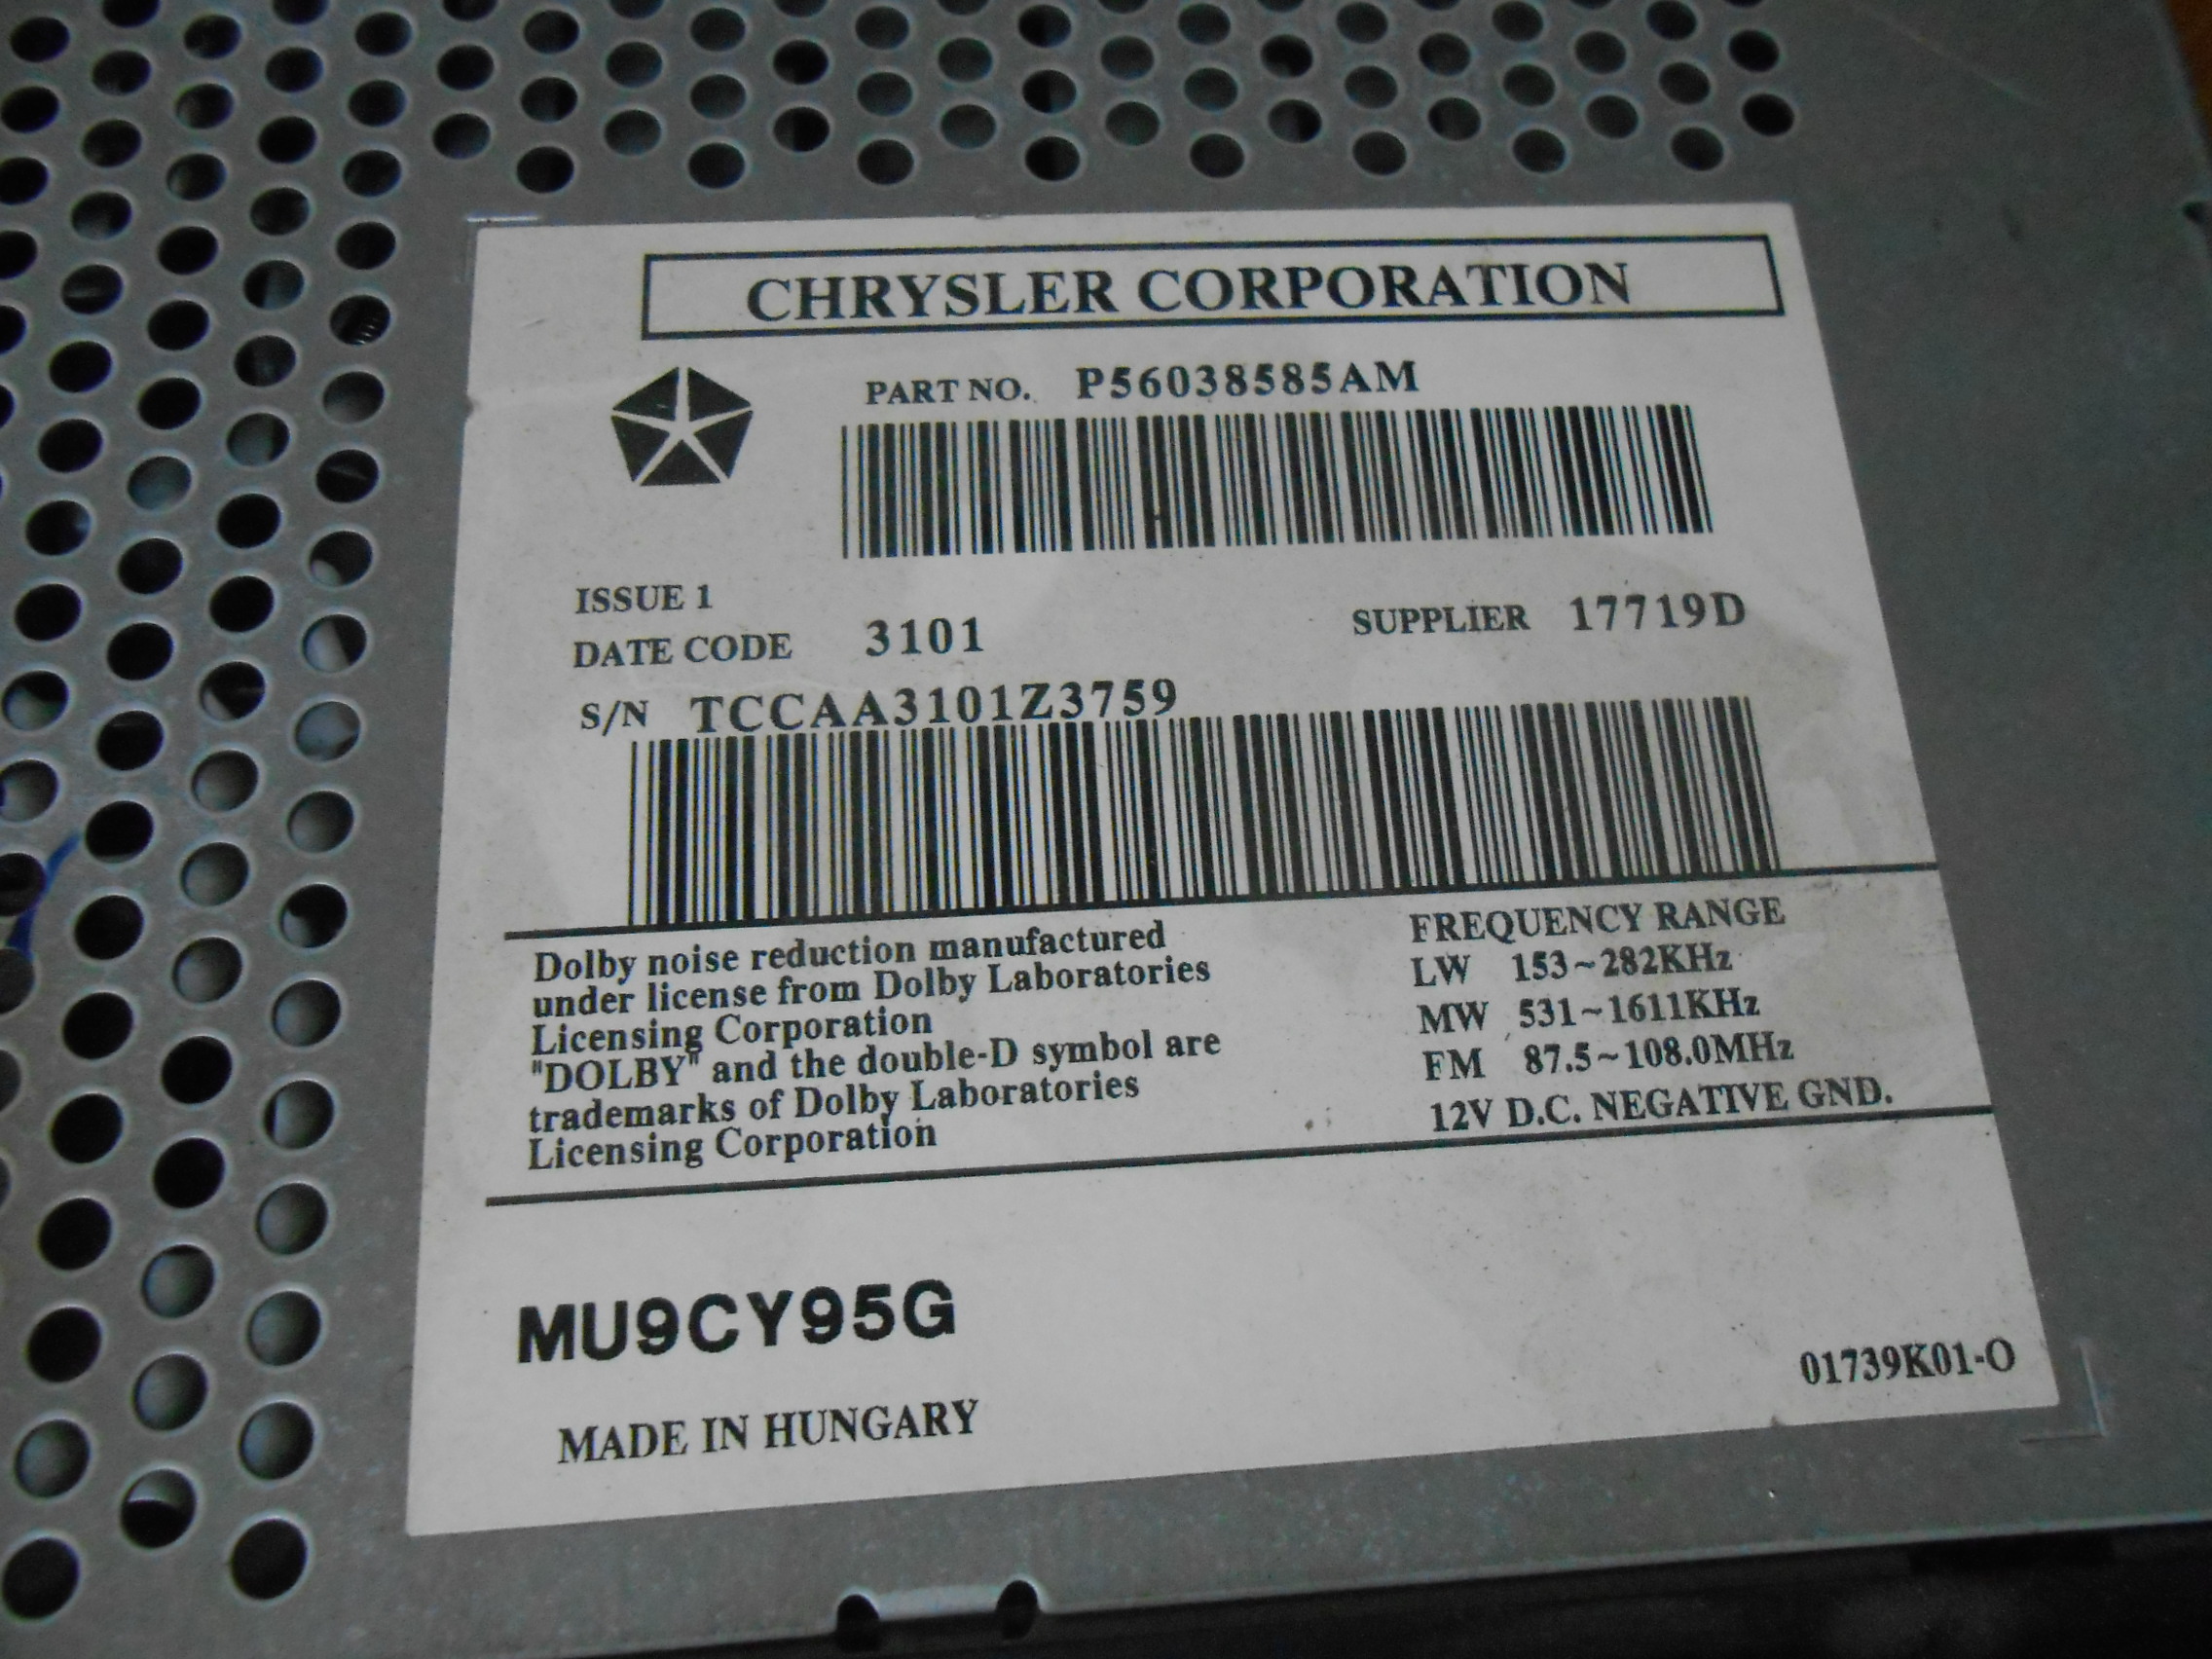 CHRYSLER CORPORATION
PART NO. P56038585AM
ISSUE 1
DATE CODE 3101
SUPPLIER 17719D
S/N TCCAA3101Z3759
Dolby noise reduction manufactured
under license from Dolby Laboratories
Licensing Corporation
"DOLBY" and the double-D symbol are
trademarks of Dolby Laboratories
Licensing Corporation
FREQUENCY RANGE
LW 153~282KHz
MW 531~1611KHz
FM 87.5~108.0MHz
12V D.C. NEGATIVE GND.
MU9CY95G
MADE IN HUNGARY
01739K01-O